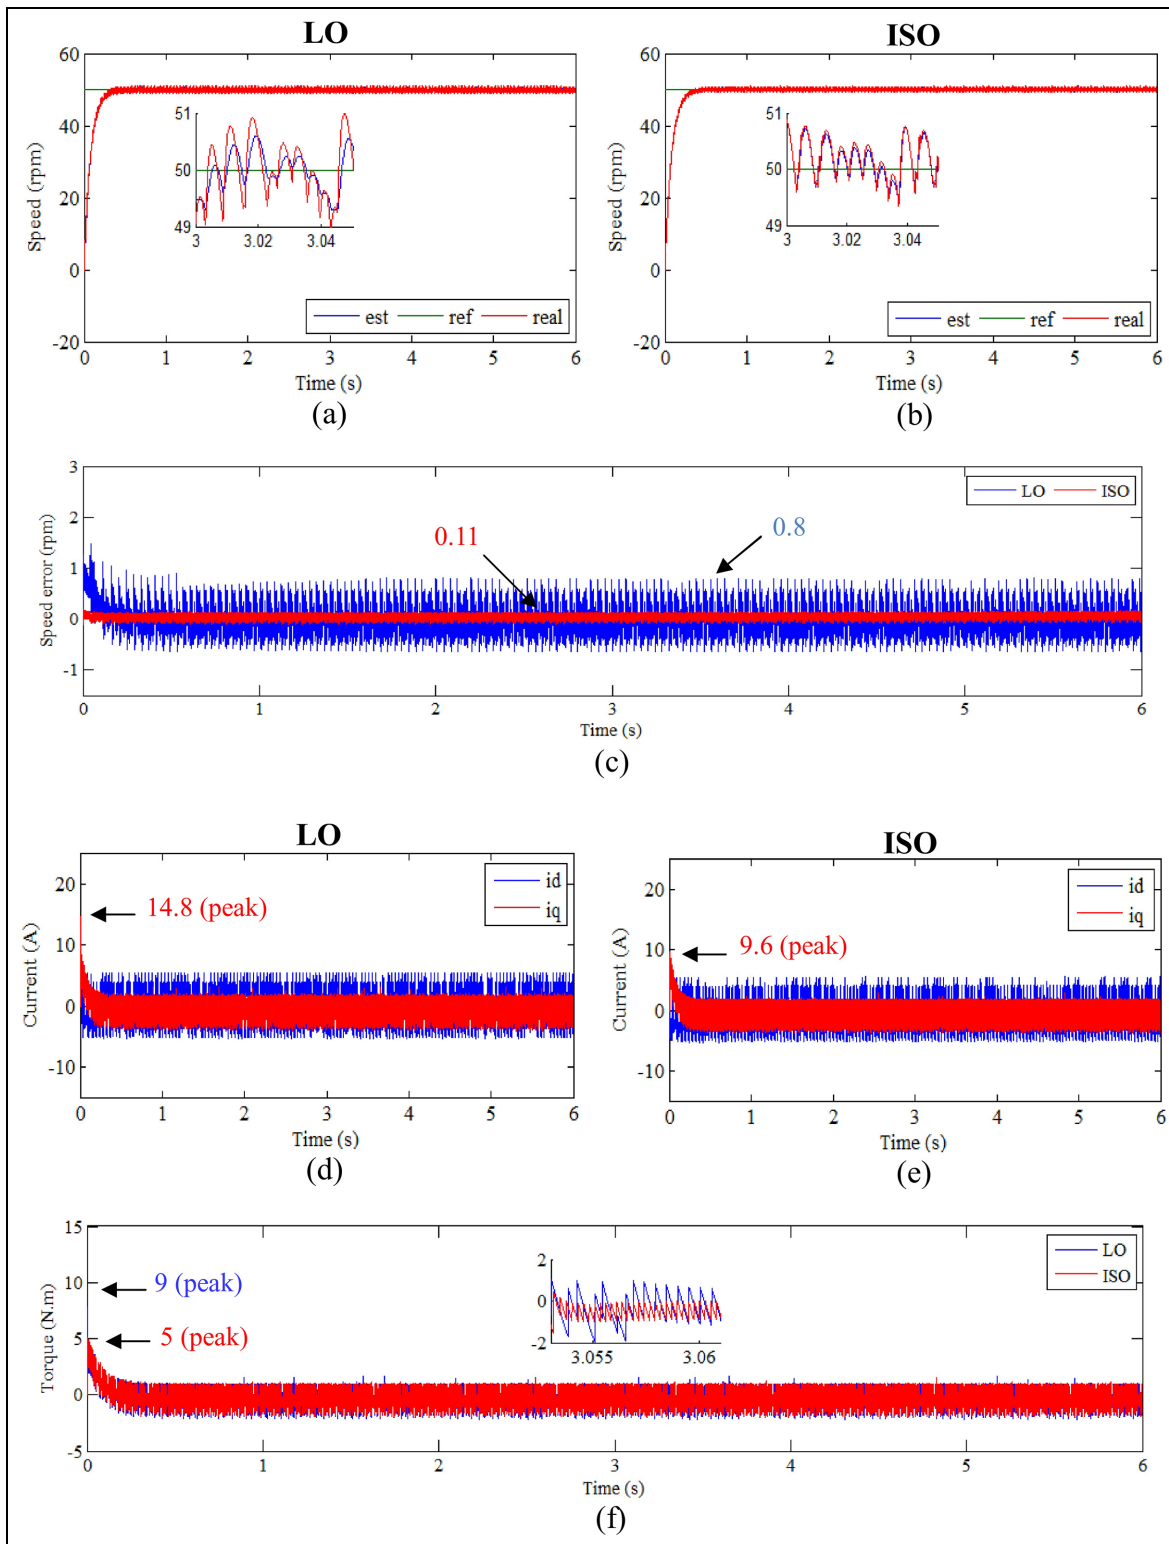 LO
ISO
60
40
20
0
-20
Speed (rpm)
51
50
49
3 3.02 3.04
est ref real
0 1 2 3 4 5 6
Time (s)
(a)
60
40
20
0
-20
Speed (rpm)
51
50
49
3 3.02 3.04
est ref real
0 1 2 3 4 5 6
Time (s)
(b)
3
2
1
0
-1
Speed error (rpm)
LO ISO
0.11
0.8
0 1 2 3 4 5 6
Time (s)
(c)
LO
ISO
20
10
0
-10
Current (A)
id
iq
14.8 (peak)
0 1 2 3 4 5 6
Time (s)
(d)
20
10
0
-10
Current (A)
id
iq
9.6 (peak)
0 1 2 3 4 5 6
Time (s)
(e)
15
10
5
0
-5
Torque (N.m)
LO
ISO
9 (peak)
5 (peak)
2
0
-2
3.055 3.06
0 1 2 3 4 5 6
Time (s)
(f)